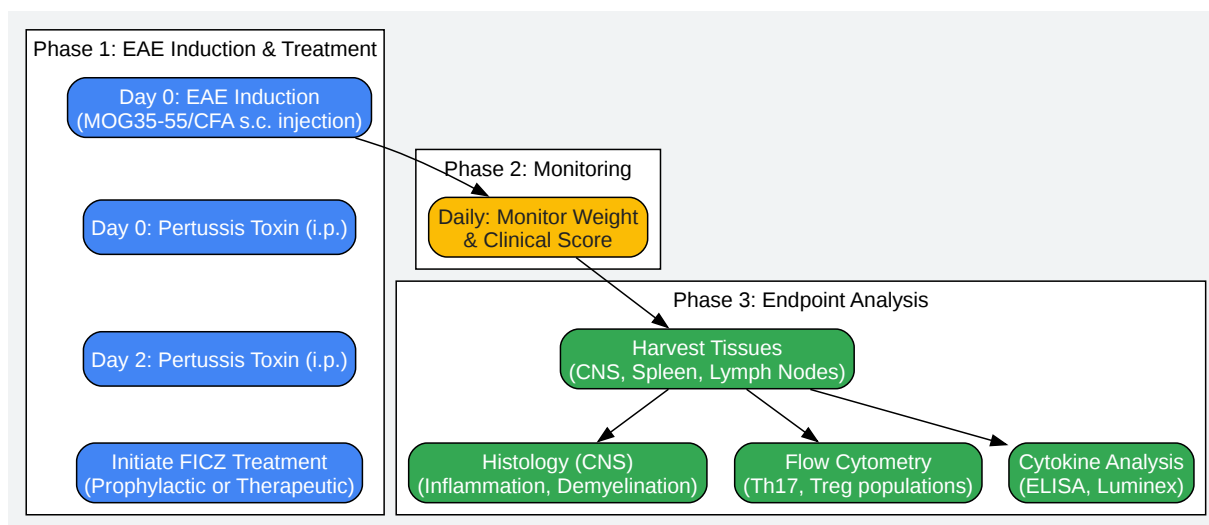 Phase 1: EAE Induction & Treatment
Day 0: EAE Induction
(MOG35-55/CFA s.c. injection)
Day 0: Pertussis Toxin (i.p.)
Day 2: Pertussis Toxin (i.p.)
Initiate FICZ Treatment
(Prophylactic or Therapeutic)
Phase 2: Monitoring
Daily: Monitor Weight
& Clinical Score
Phase 3: Endpoint Analysis
Harvest Tissues
(CNS, Spleen, Lymph Nodes)
Histology (CNS)
(Inflammation, Demyelination)
Flow Cytometry
(Th17, Treg populations)
Cytokine Analysis
(ELISA, Luminex)